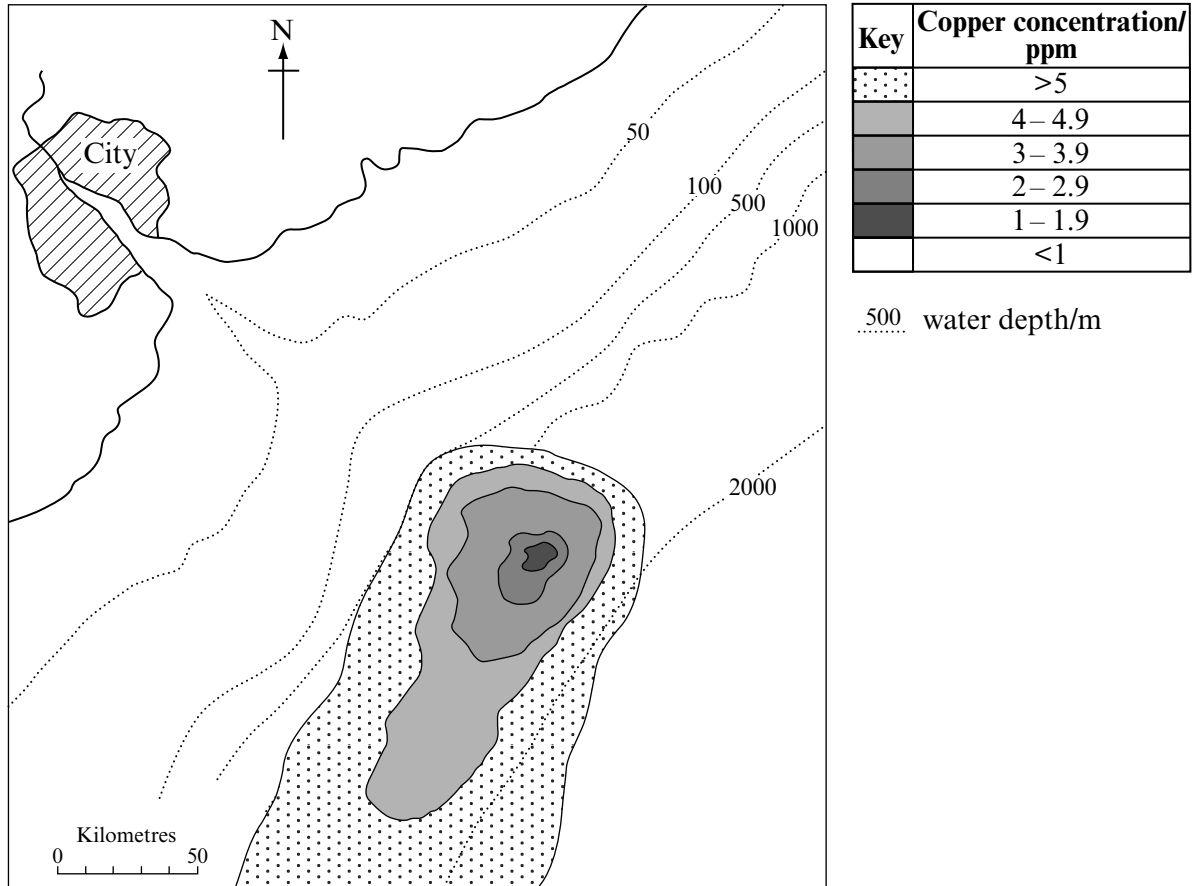 N
City
50
100
500
1000
2000
Kilometres
0 50
Key Copper concentration/
ppm
>5
4 – 4.9
3 – 3.9
2 – 2.9
1 – 1.9
<1
500 water depth/m